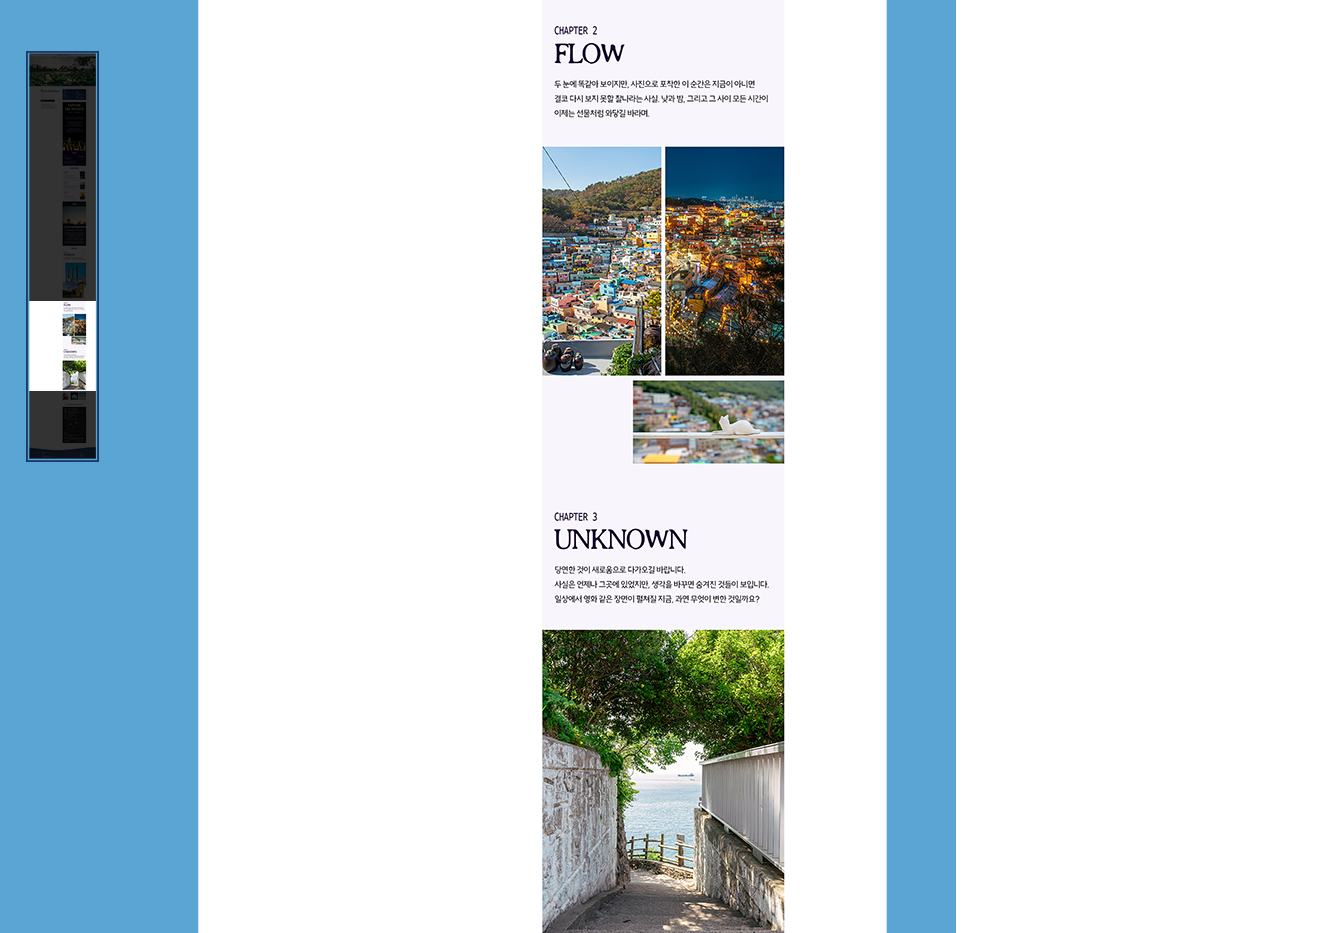 CHAPTER 2
FLOW
두 눈에 똑같아 보이지만, 사진으로 포착한 이 순간은 지금이 아니면
결코 다시 보지 못할 찰나라는 사실. 낮과 밤, 그리고 그 사이 모든 시간이
이제는 선물처럼 와닿길 바라며.
CHAPTER 3
UNKNOWN
당연한 것이 새로움으로 다가오길 바랍니다.
사실은 언제나 그곳에 있었지만, 생각을 바꾸면 숨겨진 것들이 보입니다.
일상에서 영화 같은 장면이 펼쳐질 지금, 과연 무엇이 변한 것일까요?